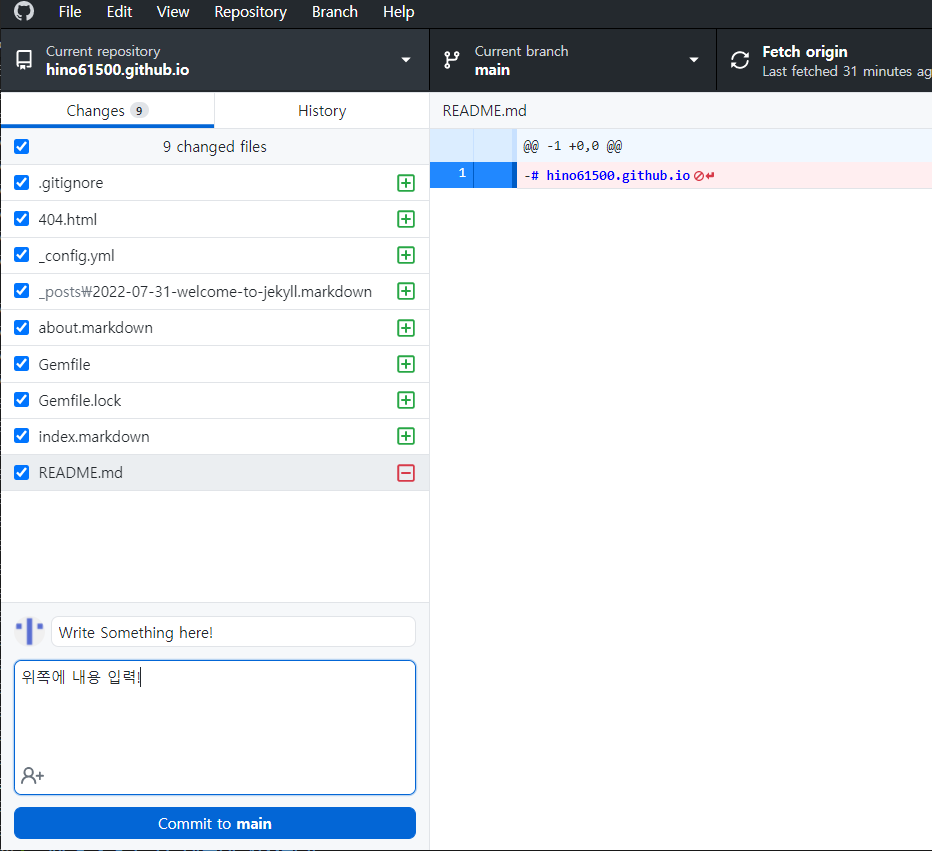 File Edit View Repository Branch Help
Current repository
hino61500.github.io
Current branch
main
Fetch origin
Last fetched 31 minutes ag
Changes 9 History
9 changed files
.gitignore
404.html
_config.yml
_posts₩2022-07-31-welcome-to-jekyll.markdown
about.markdown
Gemfile
Gemfile.lock
index.markdown
README.md
README.md
@@ -1 +0,0 @@
1 -# hino61500.github.io
Write Something here!
위쪽에 내용 입력!
Commit to main